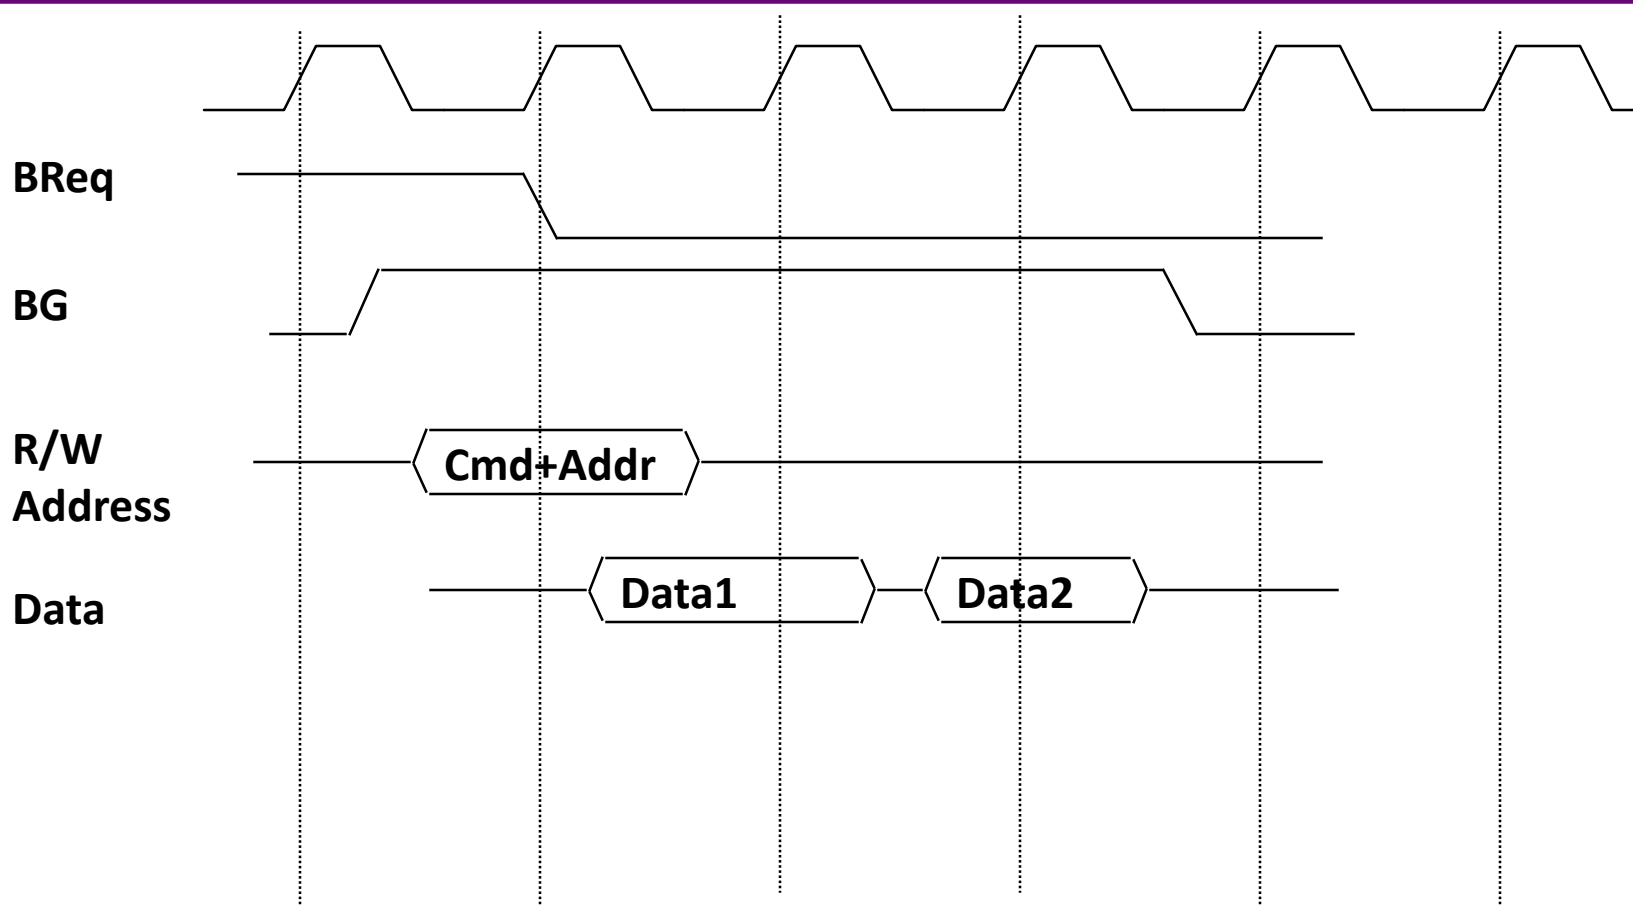 BReq
BG
R/W
Address
Cmd+Addr
Data
Data1
Data2